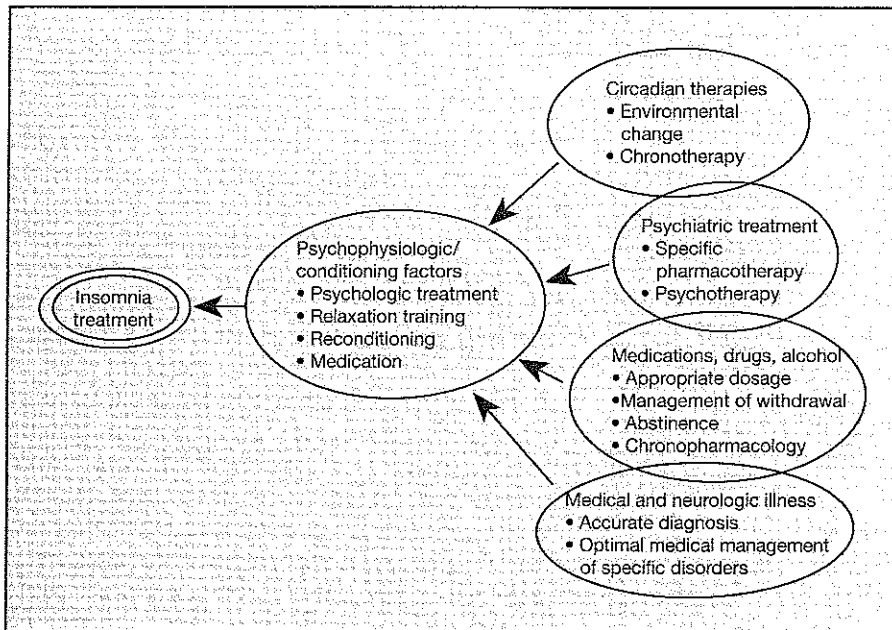 Circadian therapies
• Environmental
change
• Chronotherapy
Psychiatric treatment
• Specific
pharmacotherapy
• Psychotherapy
Psychophysiologic/
conditioning factors
• Psychologic treatment
• Relaxation training
• Reconditioning
• Medication
Insomnia
treatment
Medications, drugs, alcohol
• Appropriate dosage
•Management of withdrawal
• Abstinence
• Chronopharmacology
Medical and neurologic illness
• Accurate diagnosis
• Optimal medical management
of specific disorders